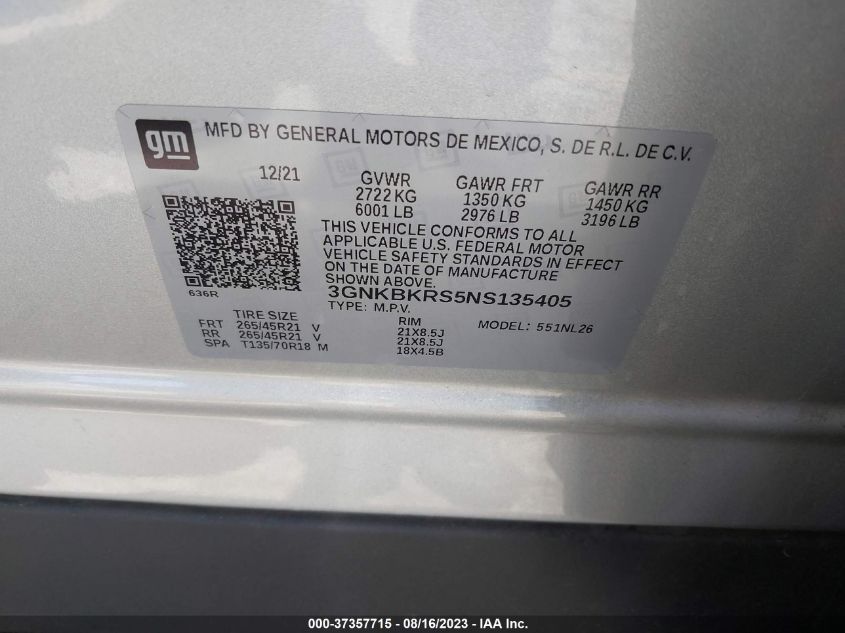 gm MFD BY GENERAL MOTORS DE MEXICO, S. DE R.L. DE C.V.
12/21 GVWR GAWR FRT GAWR RR
2722 KG 1350 KG 1450 KG
6001 LB 2976 LB 3196 LB
THIS VEHICLE CONFORMS TO ALL
APPLICABLE U.S. FEDERAL MOTOR
VEHICLE SAFETY STANDARDS IN EFFECT
ON THE DATE OF MANUFACTURE
SHOWN ABOVE.
636R 3GNKBKRS5NS135405
TYPE: M.P.V.
TIRE SIZE RIM MODEL: 551NL26
FRT 265/45R21 V 21X8.5J
RR 265/45R21 V 21X8.5J
SPA T135/70R18 M 18X4.5B
000-37357715 - 08/16/2023 - IAA Inc.